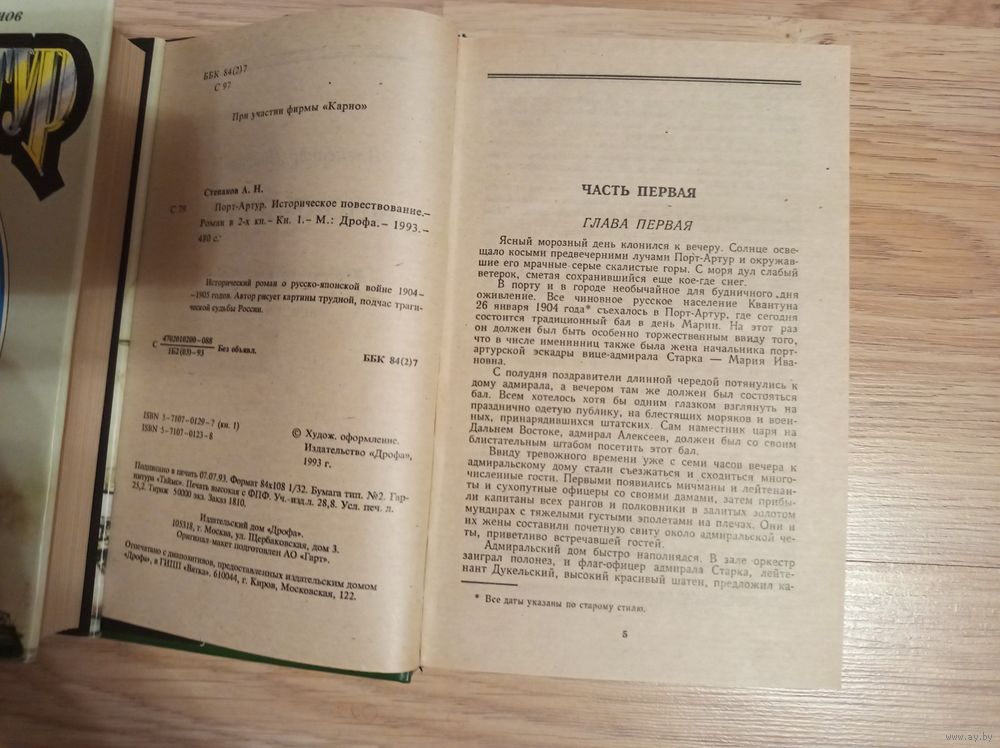 нов
УР
ББК 84(2)7
С 97
При участии фирмы «Карно»
Степанов А. Н.
С 79
Порт-Артур. Историческое повествование.—
Роман в 2-х кн.— Кн. 1.— М.: Дрофа.— 1993.—
480 с.
Исторический роман о русско-японской войне 1904—
—1905 годов. Автор рисует картины трудной, подчас траги-
ческой судьбы России.
С 4702010200—088
1Б2(03)—93
Без объявл.
ББК 84(2)7
ISBN 5—7107—0129—7 (кн. 1)
ISBN 5—7107—0123—8
© Худож. оформление.
Издательство «Дрофа»,
1993 г.
Подписано в печать 07.07.93. Формат 84х108 1/32. Бумага тип. №2. Гар-
нитура «Таймс». Печать высокая с ФПФ. Уч.-изд.л. 28,8. Усл. печ. л.
25,2. Тираж 50000 экз. Заказ 1810.
Издательский дом «Дрофа».
105318, г. Москва, ул. Щербаковская, дом 3.
Оригинал-макет подготовлен АО «Гарт».
Отпечатано с диапозитивов, предоставленных издательским домом
«Дрофа», в ГИПП «Вятка». 610044, г. Киров, Московская, 122.
ЧАСТЬ ПЕРВАЯ
ГЛАВА ПЕРВАЯ
Ясный морозный день клонился к вечеру. Солнце осве-
щало косыми предвечерними лучами Порт-Артур и окружав-
шие его мрачные серые скалистые горы. С моря дул слабый
ветерок, сметая сохранившийся еще кое-где снег.
В порту и в городе необычайное для будничного дня
оживление. Все чиновное русское население Квантуна
26 января 1904 года* съехалось в Порт-Артур, где сегодня
состоится традиционный бал в день Марии. На этот раз
он должен был быть особенно торжественным ввиду того,
что в числе именинниц также была жена начальника порт-
артурской эскадры вице-адмирала Старка — Мария Ива-
новна.
С полудня поздравители длинной чередой потянулись к
дому адмирала, а вечером там же должен был состояться
бал. Всем хотелось хотя бы одним глазком взглянуть на
празднично одетую публику, на блестящих моряков и воен-
ных, принарядившихся штатских. Сам наместник царя на
Дальнем Востоке, адмирал Алексеев, должен был со своим
блистательным штабом посетить этот бал.
Ввиду тревожного времени уже с семи часов вечера к
адмиральскому дому стали съезжаться и сходиться много-
численные гости. Первыми появились мичманы и лейтенан-
ты и сухопутные офицеры со своими дамами, затем прибы-
ли капитаны всех рангов и полковники в залитых золотом
мундирах с тяжелыми густыми эполетами на плечах. Они и
их жены составили почетную свиту около адмиральской че-
ты, приветливо встречавшей гостей.
Адмиральский дом быстро наполнялся. В зале оркестр
заиграл полонез, и флаг-офицер адмирала Старка, лейте-
нант Дукельский, высокий красивый шатен, предложил ка-
* Все даты указаны по старому стилю.
5
www.ay.by